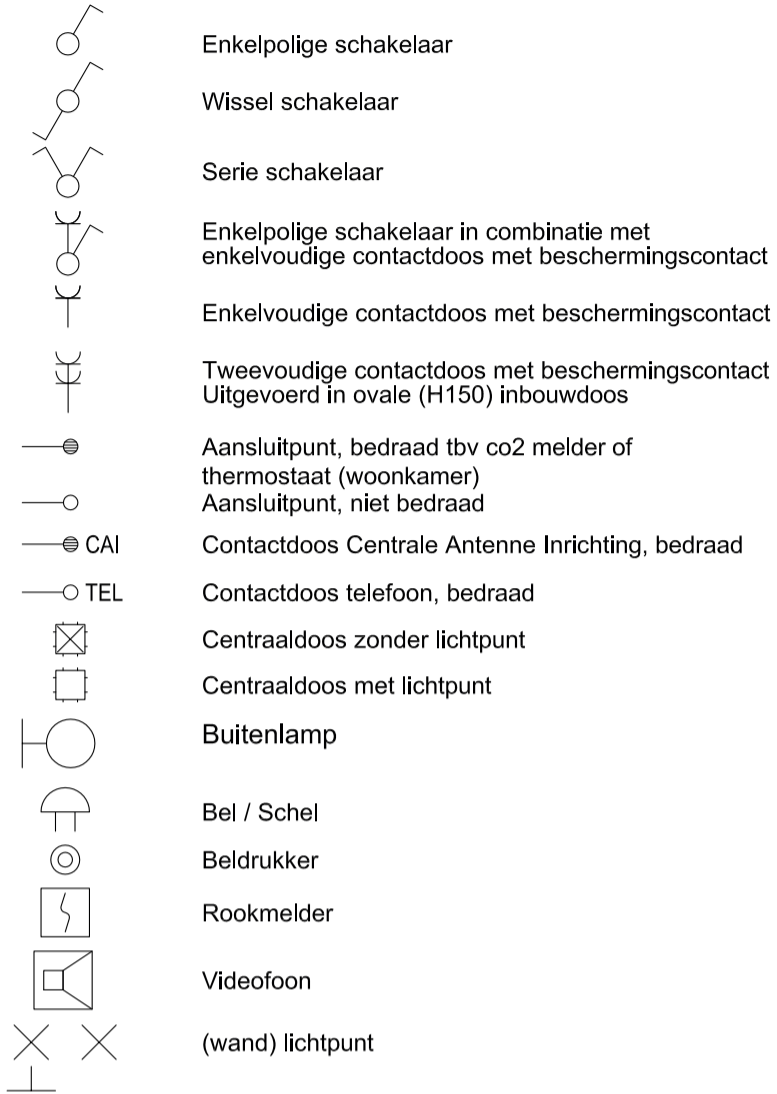 Enkelpolige schakelaar
Wissel schakelaar
Serie schakelaar
Enkelpolige schakelaar in combinatie met
enkelvoudige contactdoos met beschermingscontact
Enkelvoudige contactdoos met beschermingscontact
Tweevoudige contactdoos met beschermingscontact
Uitgevoerd in ovale (H150) inbouwdoos
Aansluitpunt, bedraad tbv co2 melder of
thermostaat (woonkamer)
Aansluitpunt, niet bedraad
CAI Contactdoos Centrale Antenne Inrichting, bedraad
TEL Contactdoos telefoon, bedraad
Centraaldoos zonder lichtpunt
Centraaldoos met lichtpunt
Buitenlamp
Bel / Schel
Beldrukker
Rookmelder
Videofoon
(wand) lichtpunt